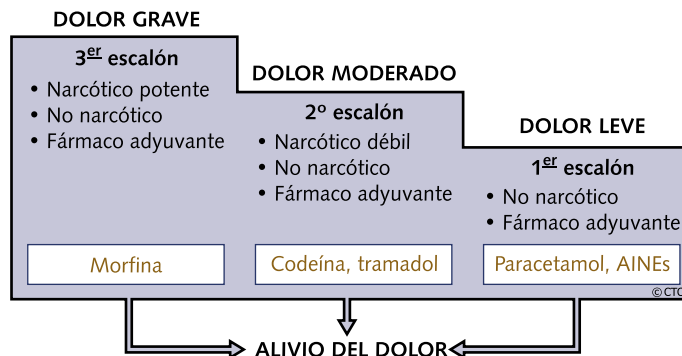 DOLOR GRAVE
3er escalón
• Narcótico potente
• No narcótico
• Fármaco adyuvante
Morfina
DOLOR MODERADO
2º escalón
• Narcótico débil
• No narcótico
• Fármaco adyuvante
Codeína, tramadol
DOLOR LEVE
1er escalón
• No narcótico
• Fármaco adyuvante
Paracetamol, AINEs
© CTO
ALIVIO DEL DOLOR